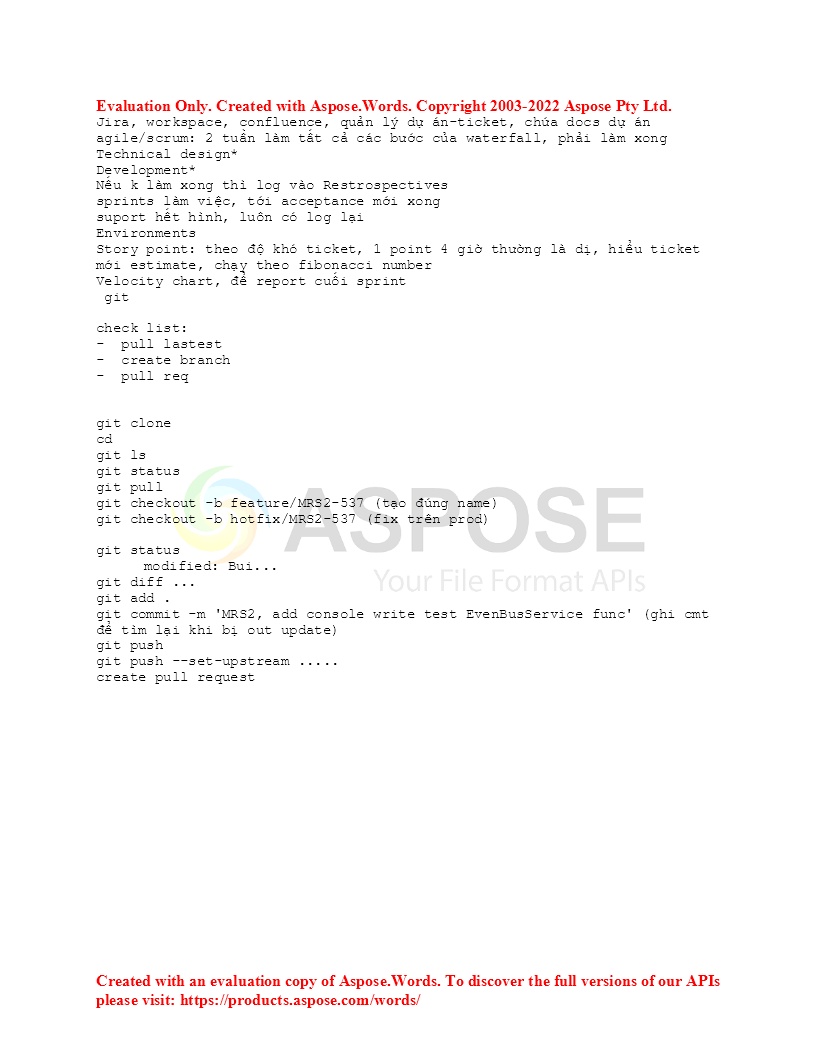 Evaluation Only. Created with Aspose.Words. Copyright 2003-2022 Aspose Pty Ltd.
Jira, workspace, confluence, quản lý dự án-ticket, chứa docs dự án
agile/scrum: 2 tuần làm tất cả các bước của waterfall, phải làm xong
Technical design*
Development*
Nếu k làm xong thì log vào Restrospectives
sprints làm việc, tới acceptance mới xong
suport hết hình, luôn có log lại
Environments
Story point: theo độ khó ticket, 1 point 4 giờ thường là dị, hiểu ticket
mới estimate, chạy theo fibonacci number
Velocity chart, để report cuối sprint
git
check list:
- pull lastest
- create branch
- pull req
git clone
cd
git ls
git status
git pull
git checkout -b feature/MRS2-537 (tạo đúng name)
git checkout -b hotfix/MRS2-537 (fix trên prod)
ASPOSE
git status
modified: Bui...
Your File Format APIs
git diff ...
git add .
git commit -m 'MRS2, add console write test EvenBusService func' (ghi cmt
để tìm lại khi bị out update)
git push
git push --set-upstream .....
create pull request
Created with an evaluation copy of Aspose.Words. To discover the full versions of our APIs
please visit: https://products.aspose.com/words/